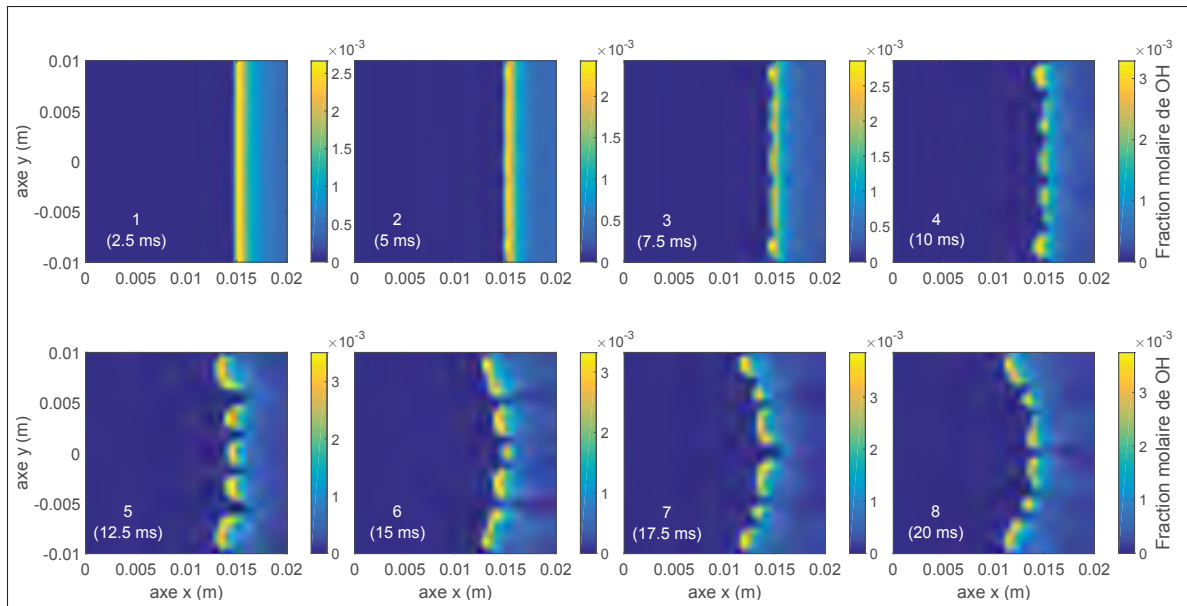 ×10⁻³ ×10⁻³ ×10⁻³ ×10⁻³
0.01
0.005
0
-0.005
-0.01
axe y (m)
1
(2.5 ms)
0 0.005 0.01 0.015 0.02
2.5
2
1.5
1
0.5
0
2
(5 ms)
0 0.005 0.01 0.015 0.02
2.5
2
1.5
1
0.5
0
3
(7.5 ms)
0 0.005 0.01 0.015 0.02
2.5
2
1.5
1
0.5
0
4
(10 ms)
0 0.005 0.01 0.015 0.02
3
2
1
0
Fraction molaire de OH
×10⁻³ ×10⁻³ ×10⁻³ ×10⁻³
0.01
0.005
0
-0.005
-0.01
axe y (m)
5
(12.5 ms)
0 0.005 0.01 0.015 0.02
axe x (m)
3
2
1
0
6
(15 ms)
0 0.005 0.01 0.015 0.02
axe x (m)
3
2
1
0
7
(17.5 ms)
0 0.005 0.01 0.015 0.02
axe x (m)
3
2
1
0
8
(20 ms)
0 0.005 0.01 0.015 0.02
axe x (m)
3
2
1
0
Fraction molaire de OH